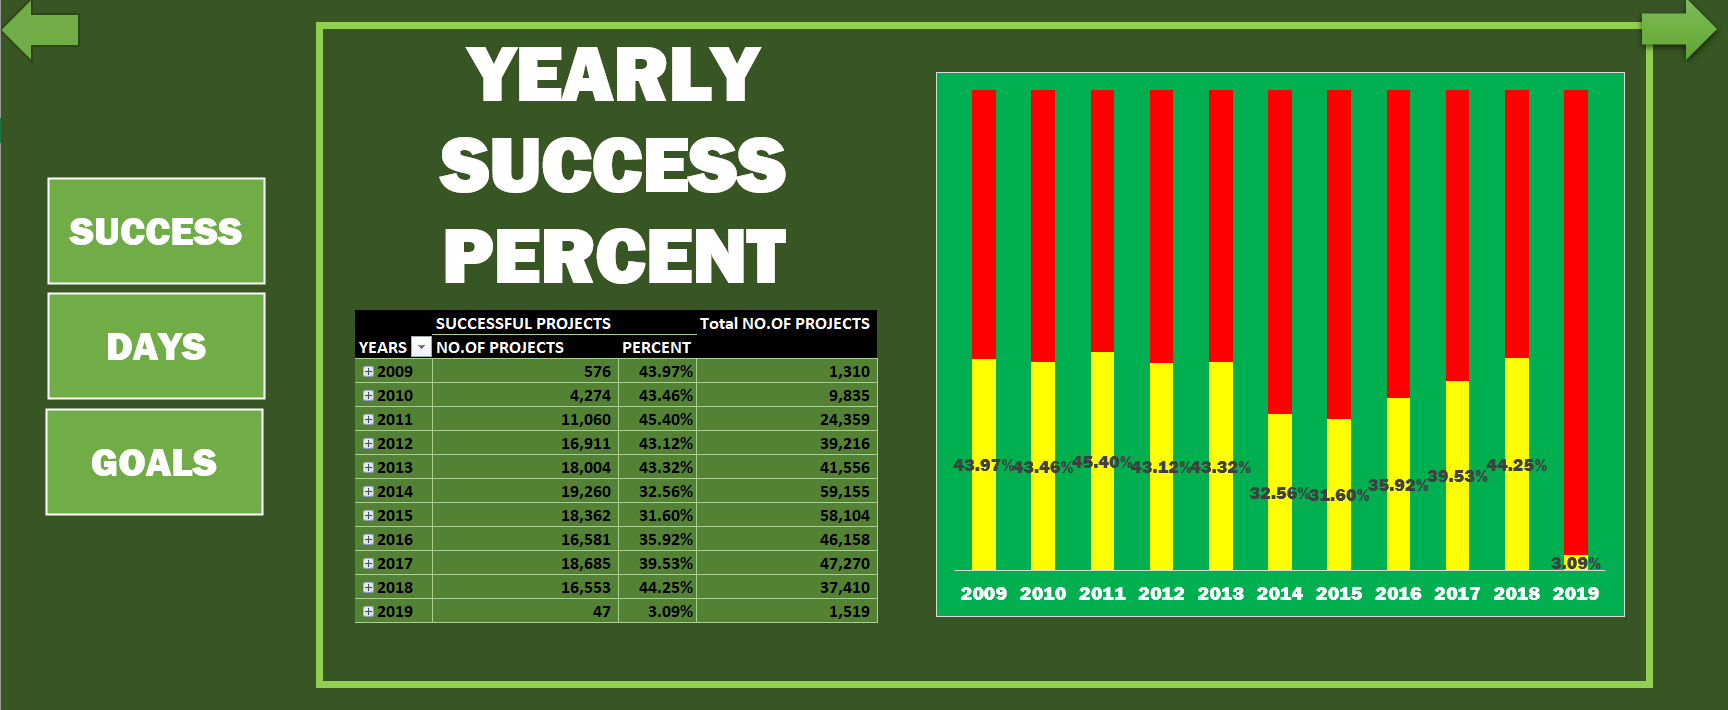 YEARLY
SUCCESS
PERCENT
SUCCESS
DAYS
GOALS
SUCCESSFUL PROJECTS Total NO.OF PROJECTS
YEARS NO.OF PROJECTS PERCENT
2009 576 43.97% 1,310
2010 4,274 43.46% 9,835
2011 11,060 45.40% 24,359
2012 16,911 43.12% 39,216
2013 18,004 43.32% 41,556
2014 19,260 32.56% 59,155
2015 18,362 31.60% 58,104
2016 16,581 35.92% 46,158
2017 18,685 39.53% 47,270
2018 16,553 44.25% 37,410
2019 47 3.09% 1,519
43.97% 43.46% 45.40% 43.12% 43.32% 32.56% 31.60% 35.92% 39.53% 44.25% 3.09%
2009 2010 2011 2012 2013 2014 2015 2016 2017 2018 2019